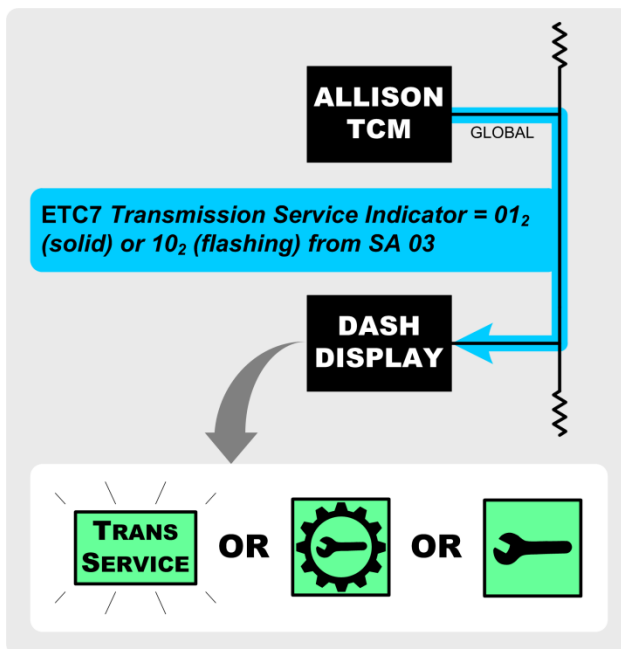 ALLISON
TCM
GLOBAL
ETC7 Transmission Service Indicator = 01₂
(solid) or 10₂ (flashing) from SA 03
DASH
DISPLAY
TRANS
SERVICE
OR
OR